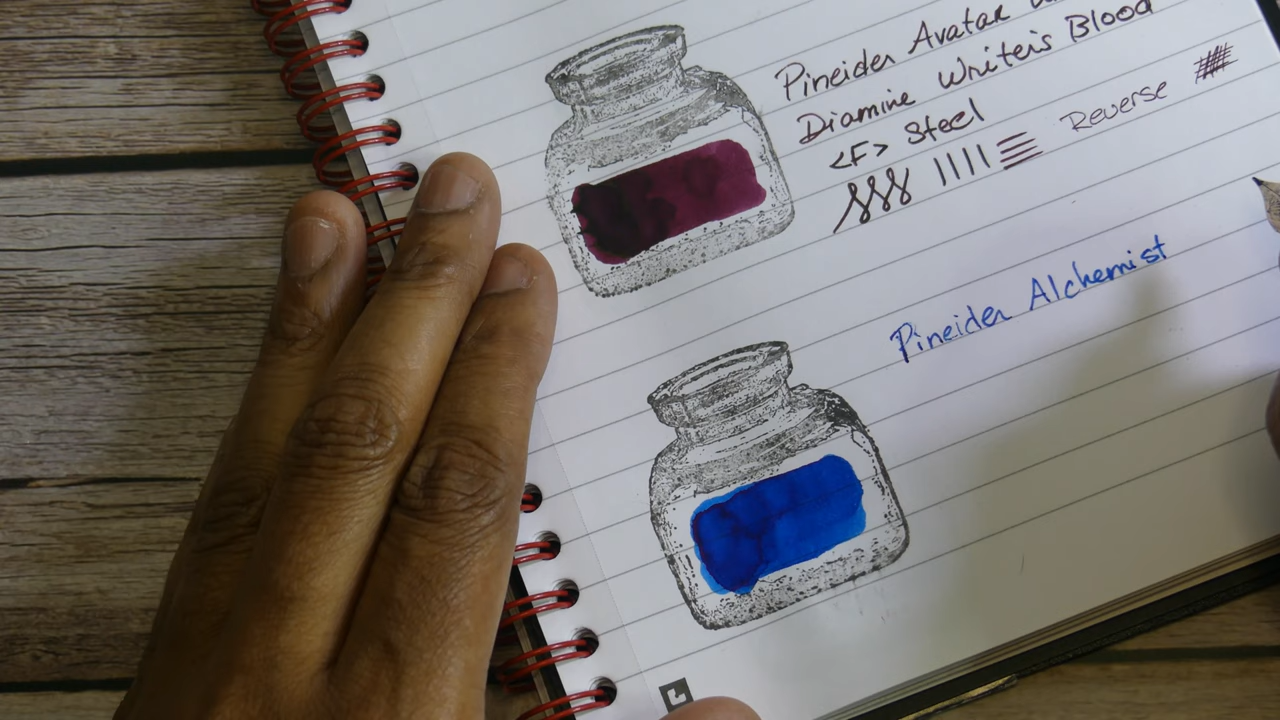 Pineider Avatar
Diamine Writer's Blood
<F> Steel
Reverse
Pineider Alchemist